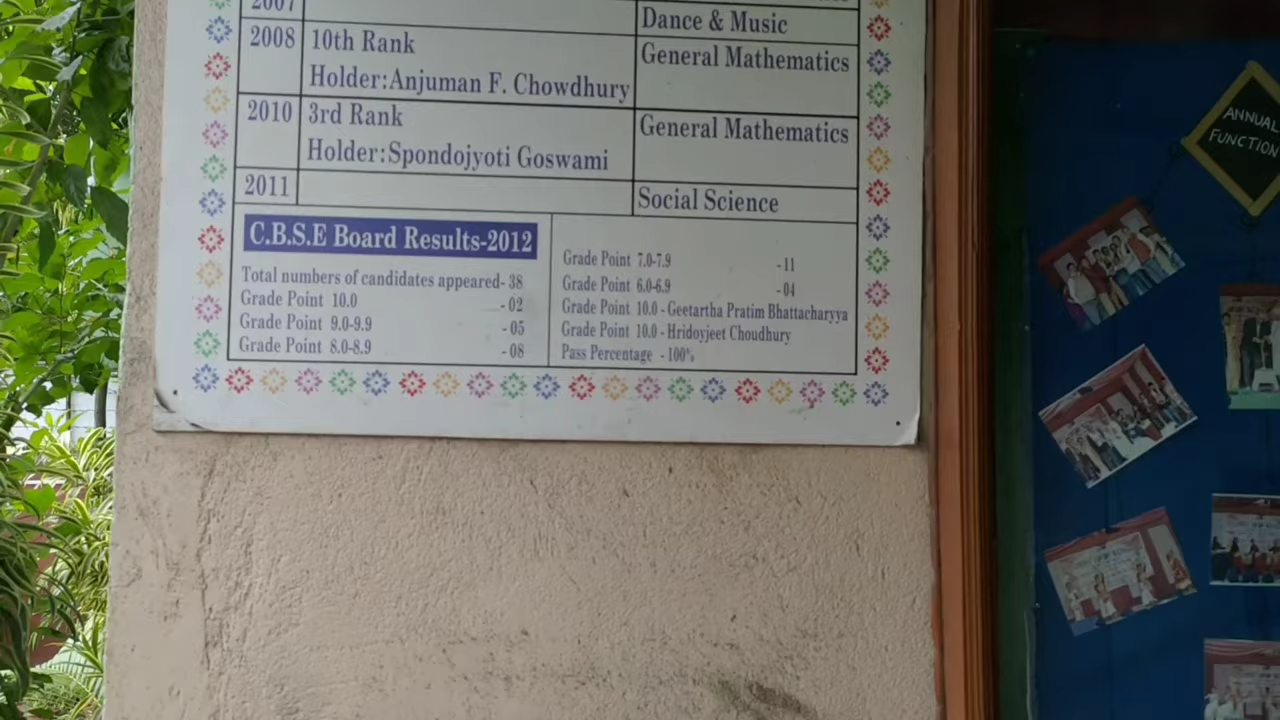 2007
Dance & Music
2008 10th Rank General Mathematics
Holder:Anjuman F. Chowdhury
2010 3rd Rank General Mathematics
Holder:Spondojyoti Goswami
2011 Social Science
C.B.S.E Board Results-2012
Total numbers of candidates appeared- 38
Grade Point 10.0 - 02
Grade Point 9.0-9.9 - 05
Grade Point 8.0-8.9 - 08
Grade Point 7.0-7.9 -11
Grade Point 6.0-6.9 -04
Grade Point 10.0 - Geetartha Pratim Bhattacharyya
Grade Point 10.0 - Hridoyjeet Choudhury
Pass Percentage - 100%
ANNUAL
FUNCTION